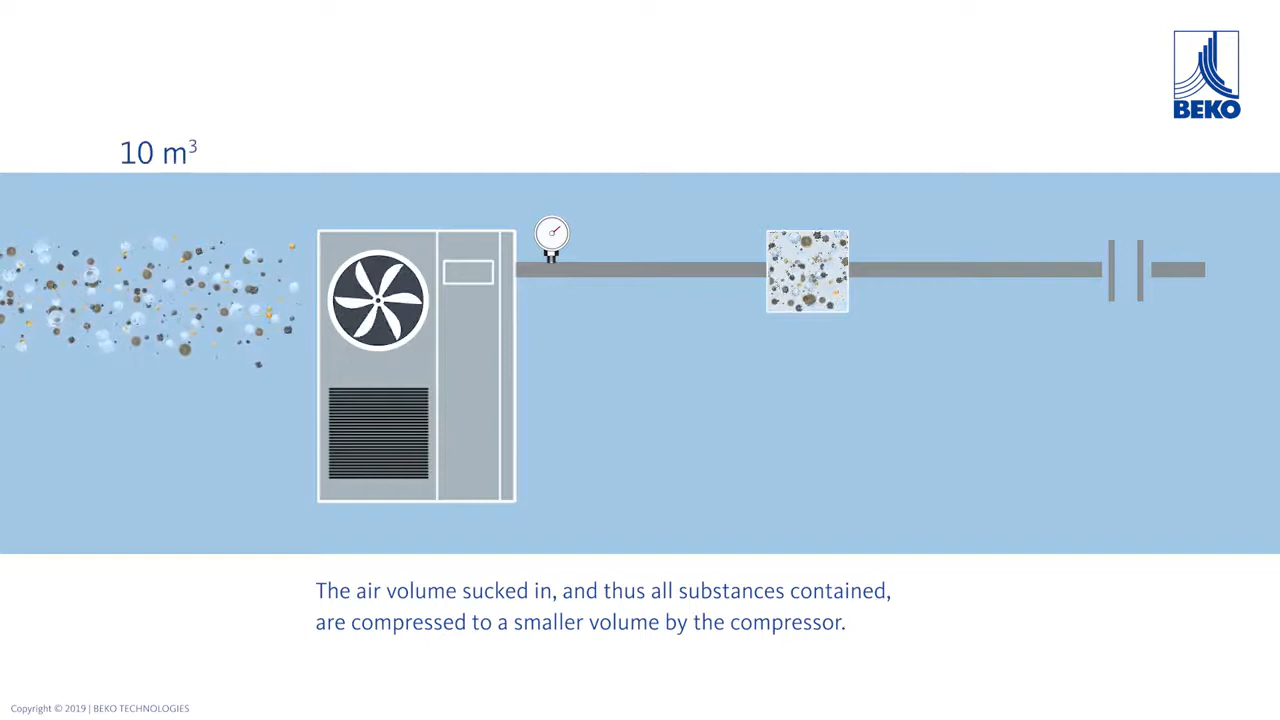 BEKO
10 m³
The air volume sucked in, and thus all substances contained,
are compressed to a smaller volume by the compressor.
Copyright © 2019 | BEKO TECHNOLOGIES